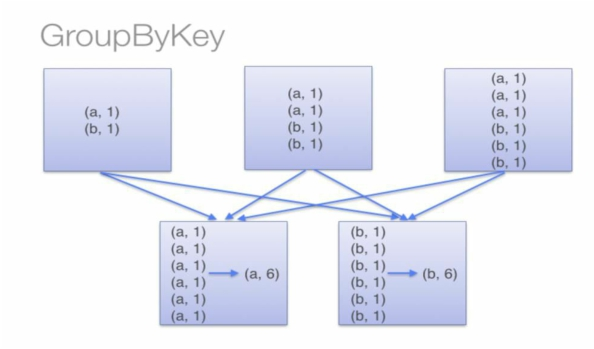 GroupByKey
(a, 1)
(b, 1)
(a, 1)
(a, 1)
(b, 1)
(b, 1)
(a, 1)
(a, 1)
(a, 1)
(b, 1)
(b, 1)
(b, 1)
(a, 1)
(a, 1)
(a, 1)
(a, 1)
(a, 1)
(a, 1)
(a, 6)
(b, 1)
(b, 1)
(b, 1)
(b, 1)
(b, 1)
(b, 1)
(b, 6)